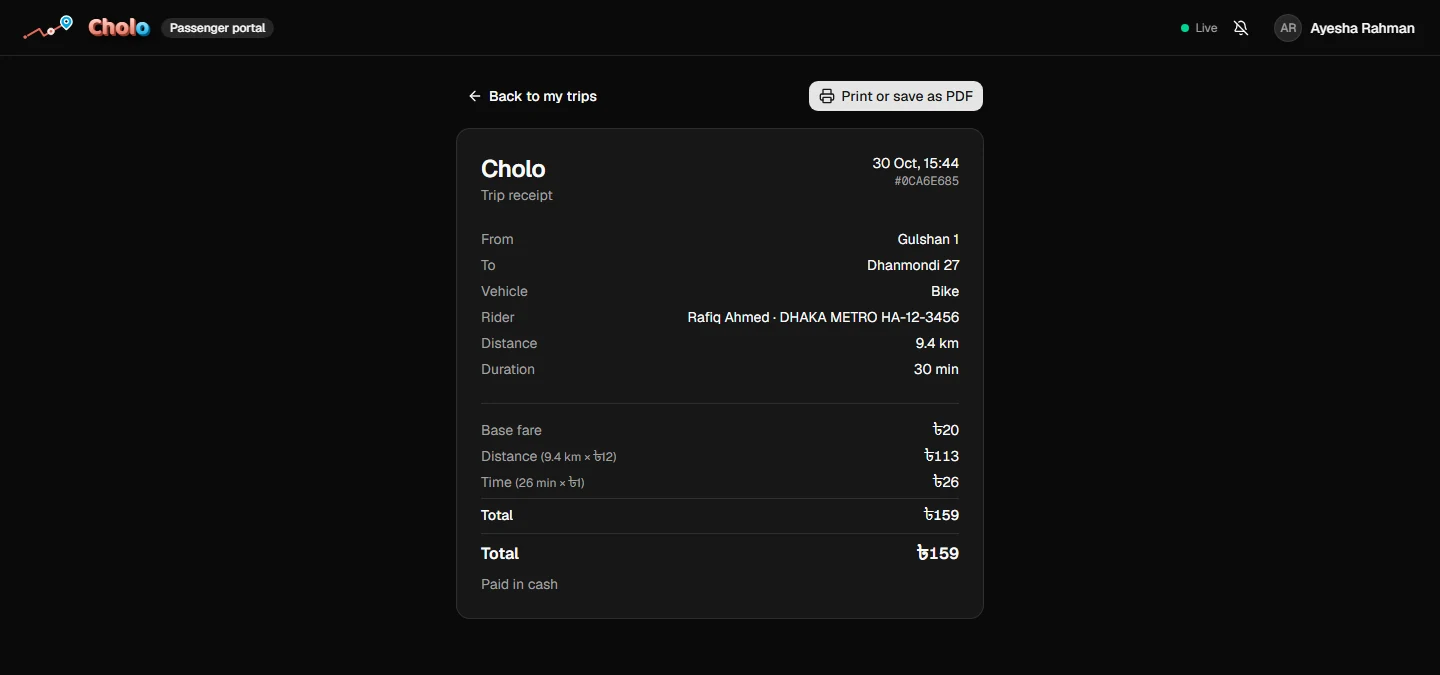 Cholo Passenger portal Live AR Ayesha Rahman
Back to my trips Print or save as PDF
Cholo 30 Oct, 15:44
#0CA6E685
Trip receipt
From Gulshan 1
To Dhanmondi 27
Vehicle Bike
Rider Rafiq Ahmed · DHAKA METRO HA-12-3456
Distance 9.4 km
Duration 30 min
Base fare ৳20
Distance (9.4 km × ৳12) ৳113
Time (26 min × ৳1) ৳26
Total ৳159
Total ৳159
Paid in cash